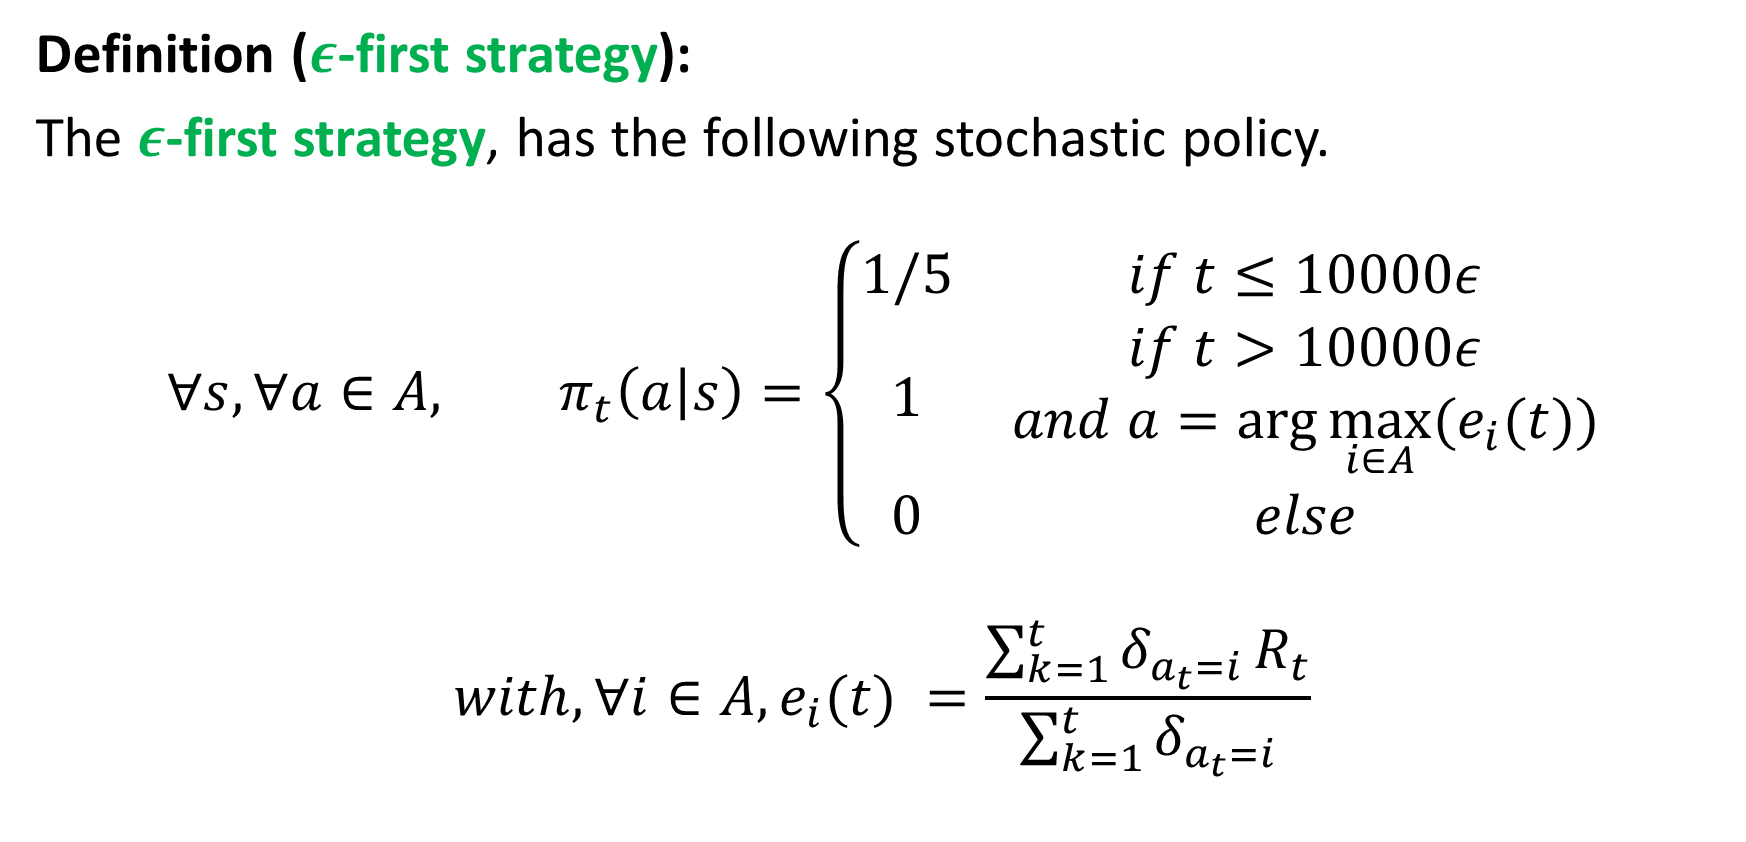 Definition (ϵ-first strategy):
The ϵ-first strategy, has the following stochastic policy.
1/5 if t ≤ 10000ϵ
if t > 10000ϵ
∀s, ∀a ∈ A, π_t(a|s) = { 1
and a = arg max_{i∈A}(e_i(t))
0 else
with, ∀i ∈ A, e_i(t) = \frac{∑_{k=1}^{t} δ_{a_t=i} R_t}{∑_{k=1}^{t} δ_{a_t=i}}